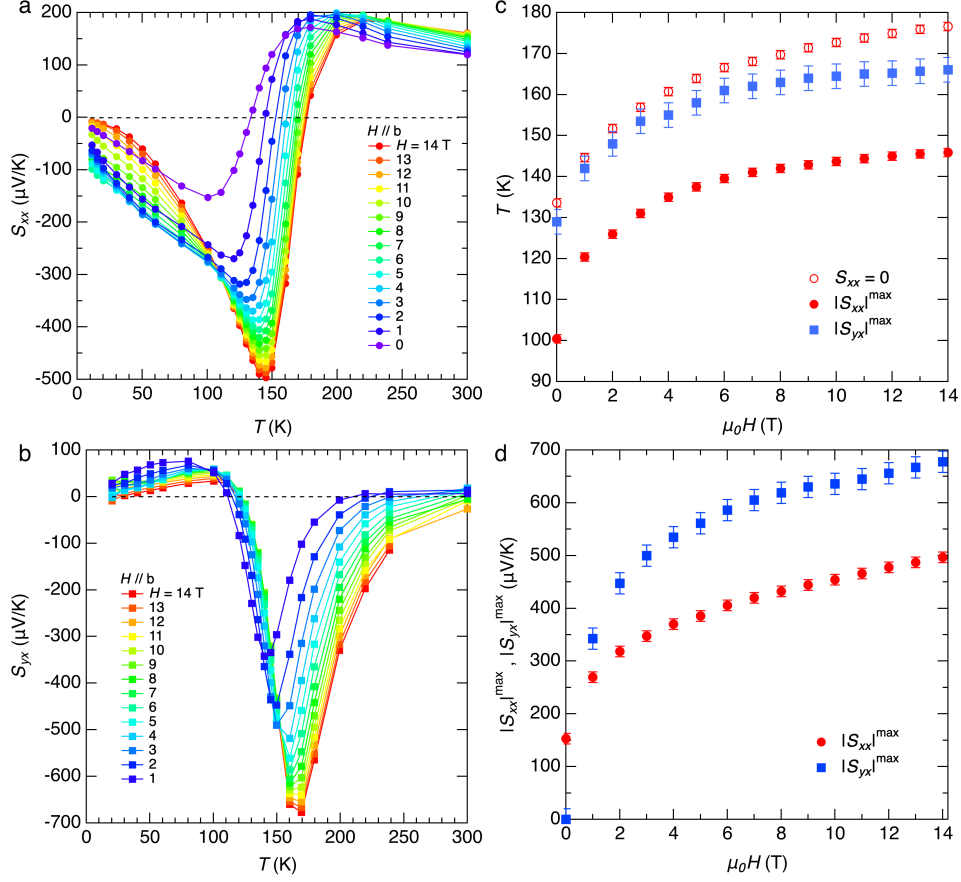 a
200
100
0
-100
-200
-300
-400
-500
S_xx (μV/K)
H // b
H = 14 T
13
12
11
10
9
8
7
6
5
4
3
2
1
0
0 50 100 150 200 250 300
T (K)
b
100
0
-100
-200
-300
-400
-500
-600
-700
S_yx (μV/K)
H // b
H = 14 T
13
12
11
10
9
8
7
6
5
4
3
2
1
0 50 100 150 200 250 300
T (K)
c
180
170
160
150
140
130
120
110
100
90
T (K)
S_xx = 0
|S_xx|^max
|S_yx|^max
0 2 4 6 8 10 12 14
μ₀H (T)
d
700
600
500
400
300
200
100
0
|S_xx|^max , |S_yx|^max (μV/K)
|S_xx|^max
|S_yx|^max
0 2 4 6 8 10 12 14
μ₀H (T)